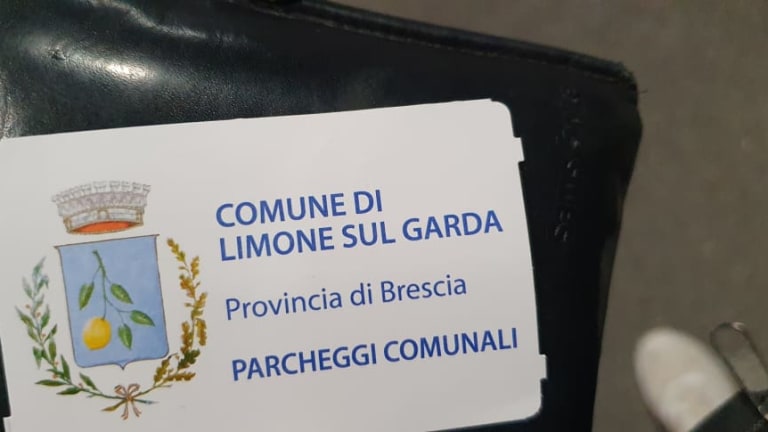 COMUNE DI
LIMONE SUL GARDA
Provincia di Brescia
PARCHEGGI COMUNALI